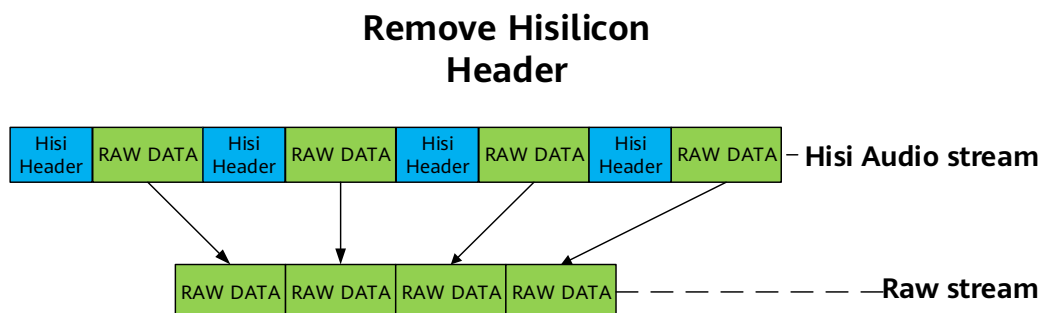 Remove Hisilicon
Header
Hisi
Header
RAW DATA
Hisi
Header
RAW DATA
Hisi
Header
RAW DATA
Hisi
Header
RAW DATA
Hisi Audio stream
RAW DATA
RAW DATA
RAW DATA
RAW DATA
Raw stream